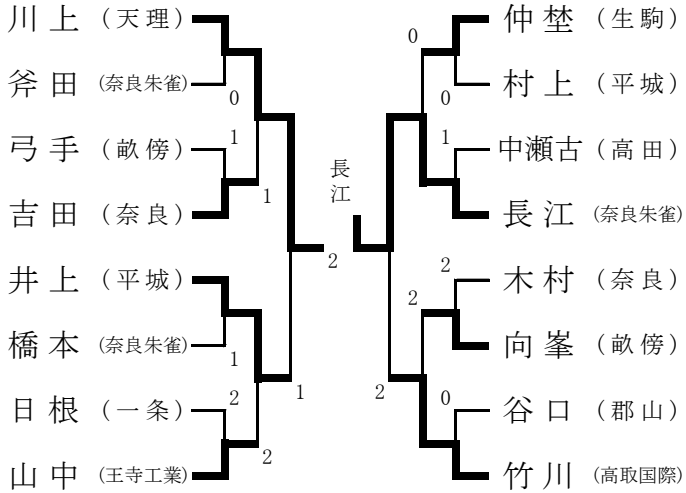 川上 (天理)
斧田 (奈良朱雀)
0
弓手 (畝傍)
1
吉田 (奈良)
1
井上 (平城)
橋本 (奈良朱雀)
1
日根 (一条)
2
山中 (王寺工業)
2
1
長江
2
仲埜 (生駒)
0
村上 (平城)
0
中瀬古 (高田)
1
長江 (奈良朱雀)
木村 (奈良)
2
向峯 (畝傍)
2
谷口 (郡山)
0
竹川 (高取国際)
2